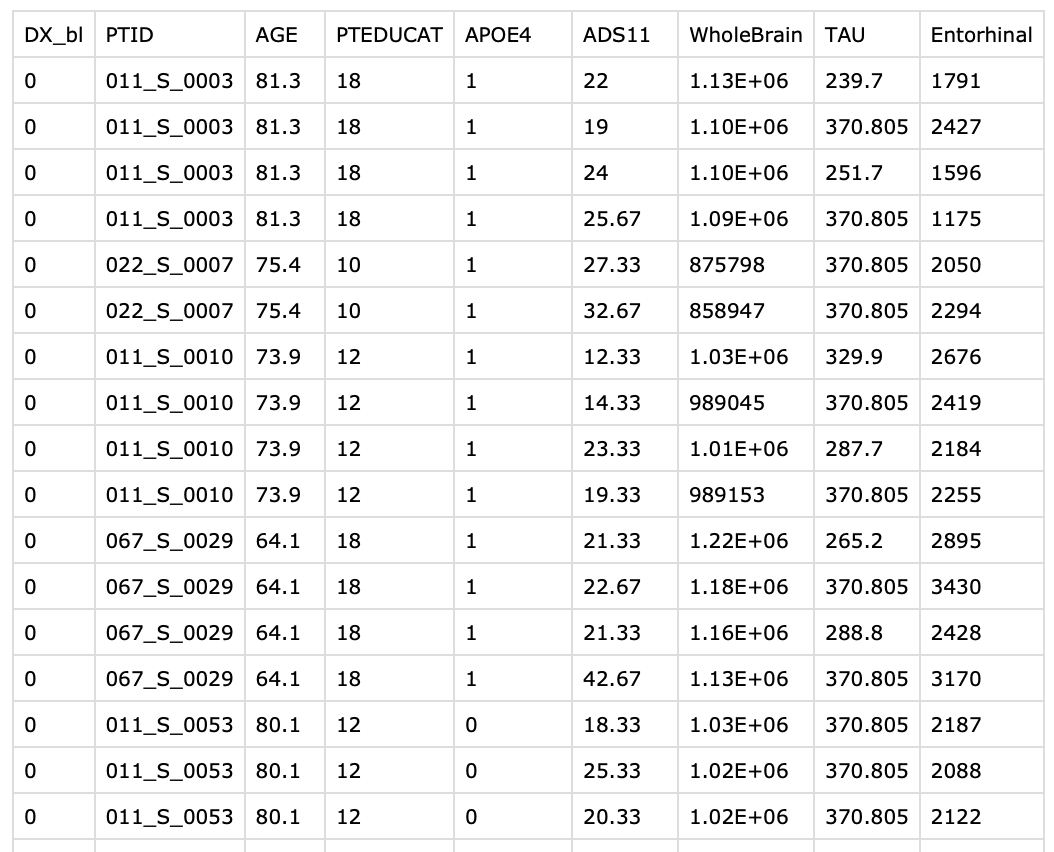 DX_bl PTID AGE PTEDUCAT APOE4 ADS11 WholeBrain TAU Entorhinal
0 011_S_0003 81.3 18 1 22 1.13E+06 239.7 1791
0 011_S_0003 81.3 18 1 19 1.10E+06 370.805 2427
0 011_S_0003 81.3 18 1 24 1.10E+06 251.7 1596
0 011_S_0003 81.3 18 1 25.67 1.09E+06 370.805 1175
0 022_S_0007 75.4 10 1 27.33 875798 370.805 2050
0 022_S_0007 75.4 10 1 32.67 858947 370.805 2294
0 011_S_0010 73.9 12 1 12.33 1.03E+06 329.9 2676
0 011_S_0010 73.9 12 1 14.33 989045 370.805 2419
0 011_S_0010 73.9 12 1 23.33 1.01E+06 287.7 2184
0 011_S_0010 73.9 12 1 19.33 989153 370.805 2255
0 067_S_0029 64.1 18 1 21.33 1.22E+06 265.2 2895
0 067_S_0029 64.1 18 1 22.67 1.18E+06 370.805 3430
0 067_S_0029 64.1 18 1 21.33 1.16E+06 288.8 2428
0 067_S_0029 64.1 18 1 42.67 1.13E+06 370.805 3170
0 011_S_0053 80.1 12 0 18.33 1.03E+06 370.805 2187
0 011_S_0053 80.1 12 0 25.33 1.02E+06 370.805 2088
0 011_S_0053 80.1 12 0 20.33 1.02E+06 370.805 2122